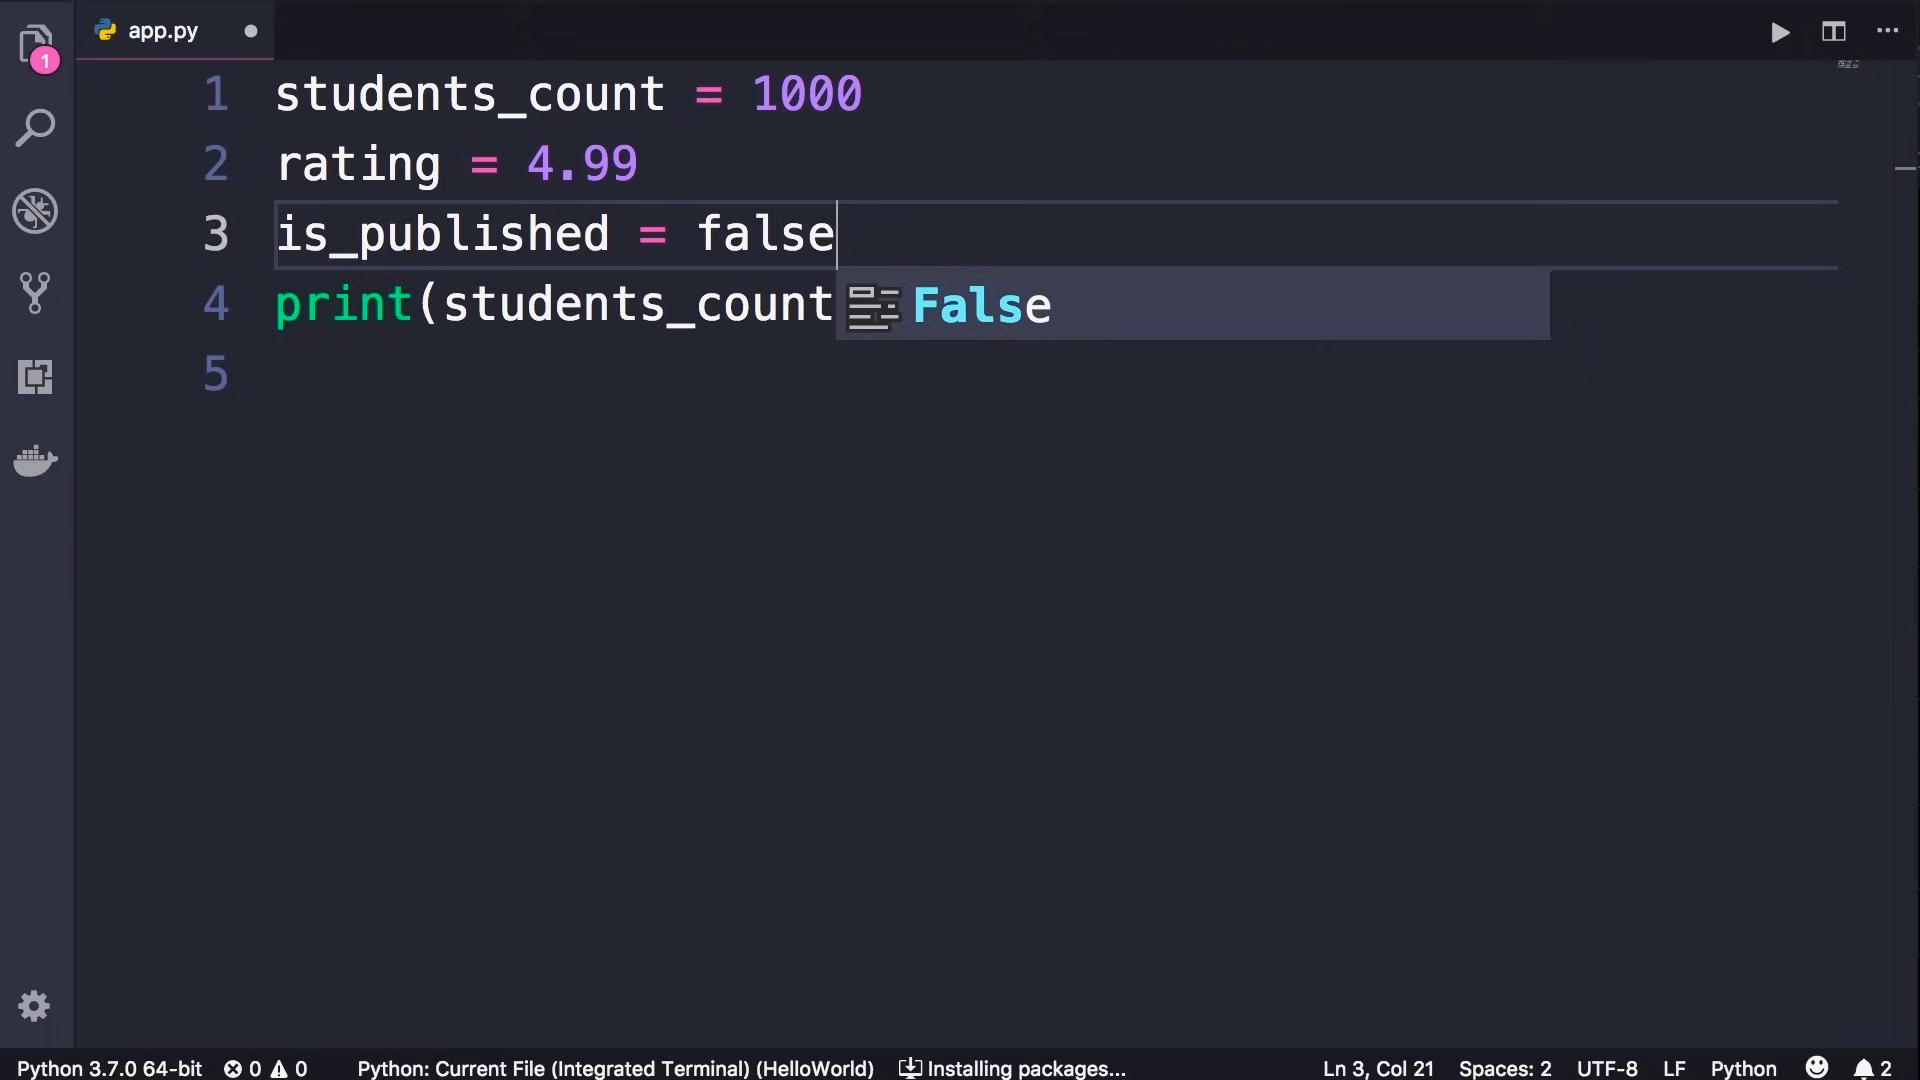 app.py
1
1 students_count = 1000
2 rating = 4.99
3 is_published = false
False
4 print(students_count
5
Python 3.7.0 64-bit 0 0 Python: Current File (Integrated Terminal) (HelloWorld) Installing packages... Ln 3, Col 21 Spaces: 2 UTF-8 LF Python 2